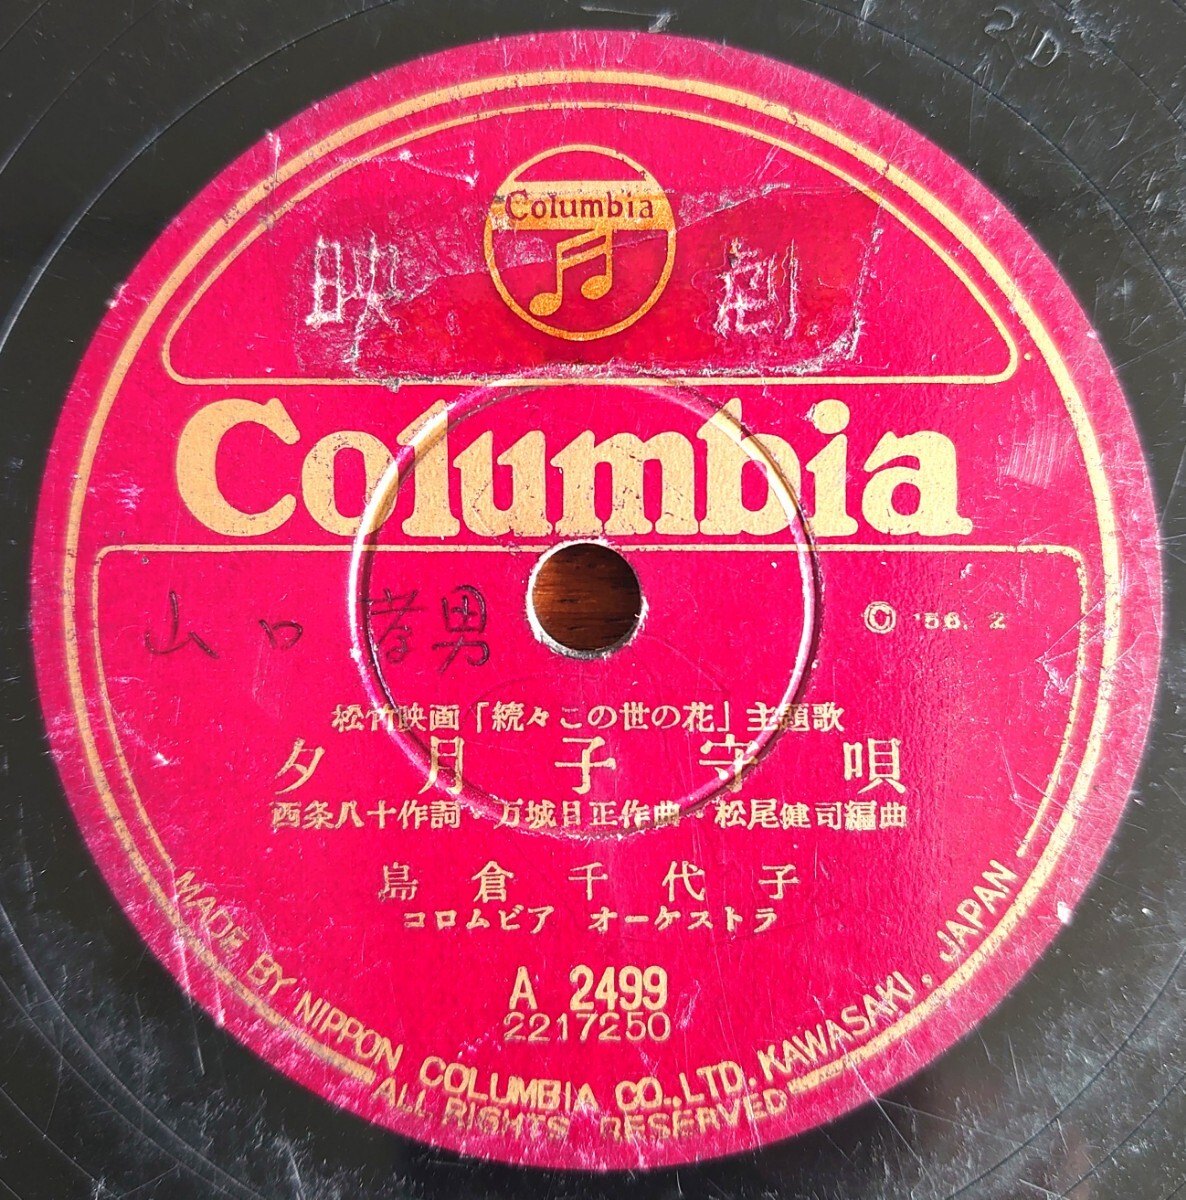 Columbia
映劇
Columbia
山口孝男
© '56. 2
松竹映画「続々この世の花」主題歌
夕月子守唄
西条八十作詞・万城目正作曲・松尾健司編曲
島倉千代子
コロムビア オーケストラ
A 2499
2217250
MADE BY NIPPON COLUMBIA CO., LTD. KAWASAKI, JAPAN
ALL RIGHTS RESERVED